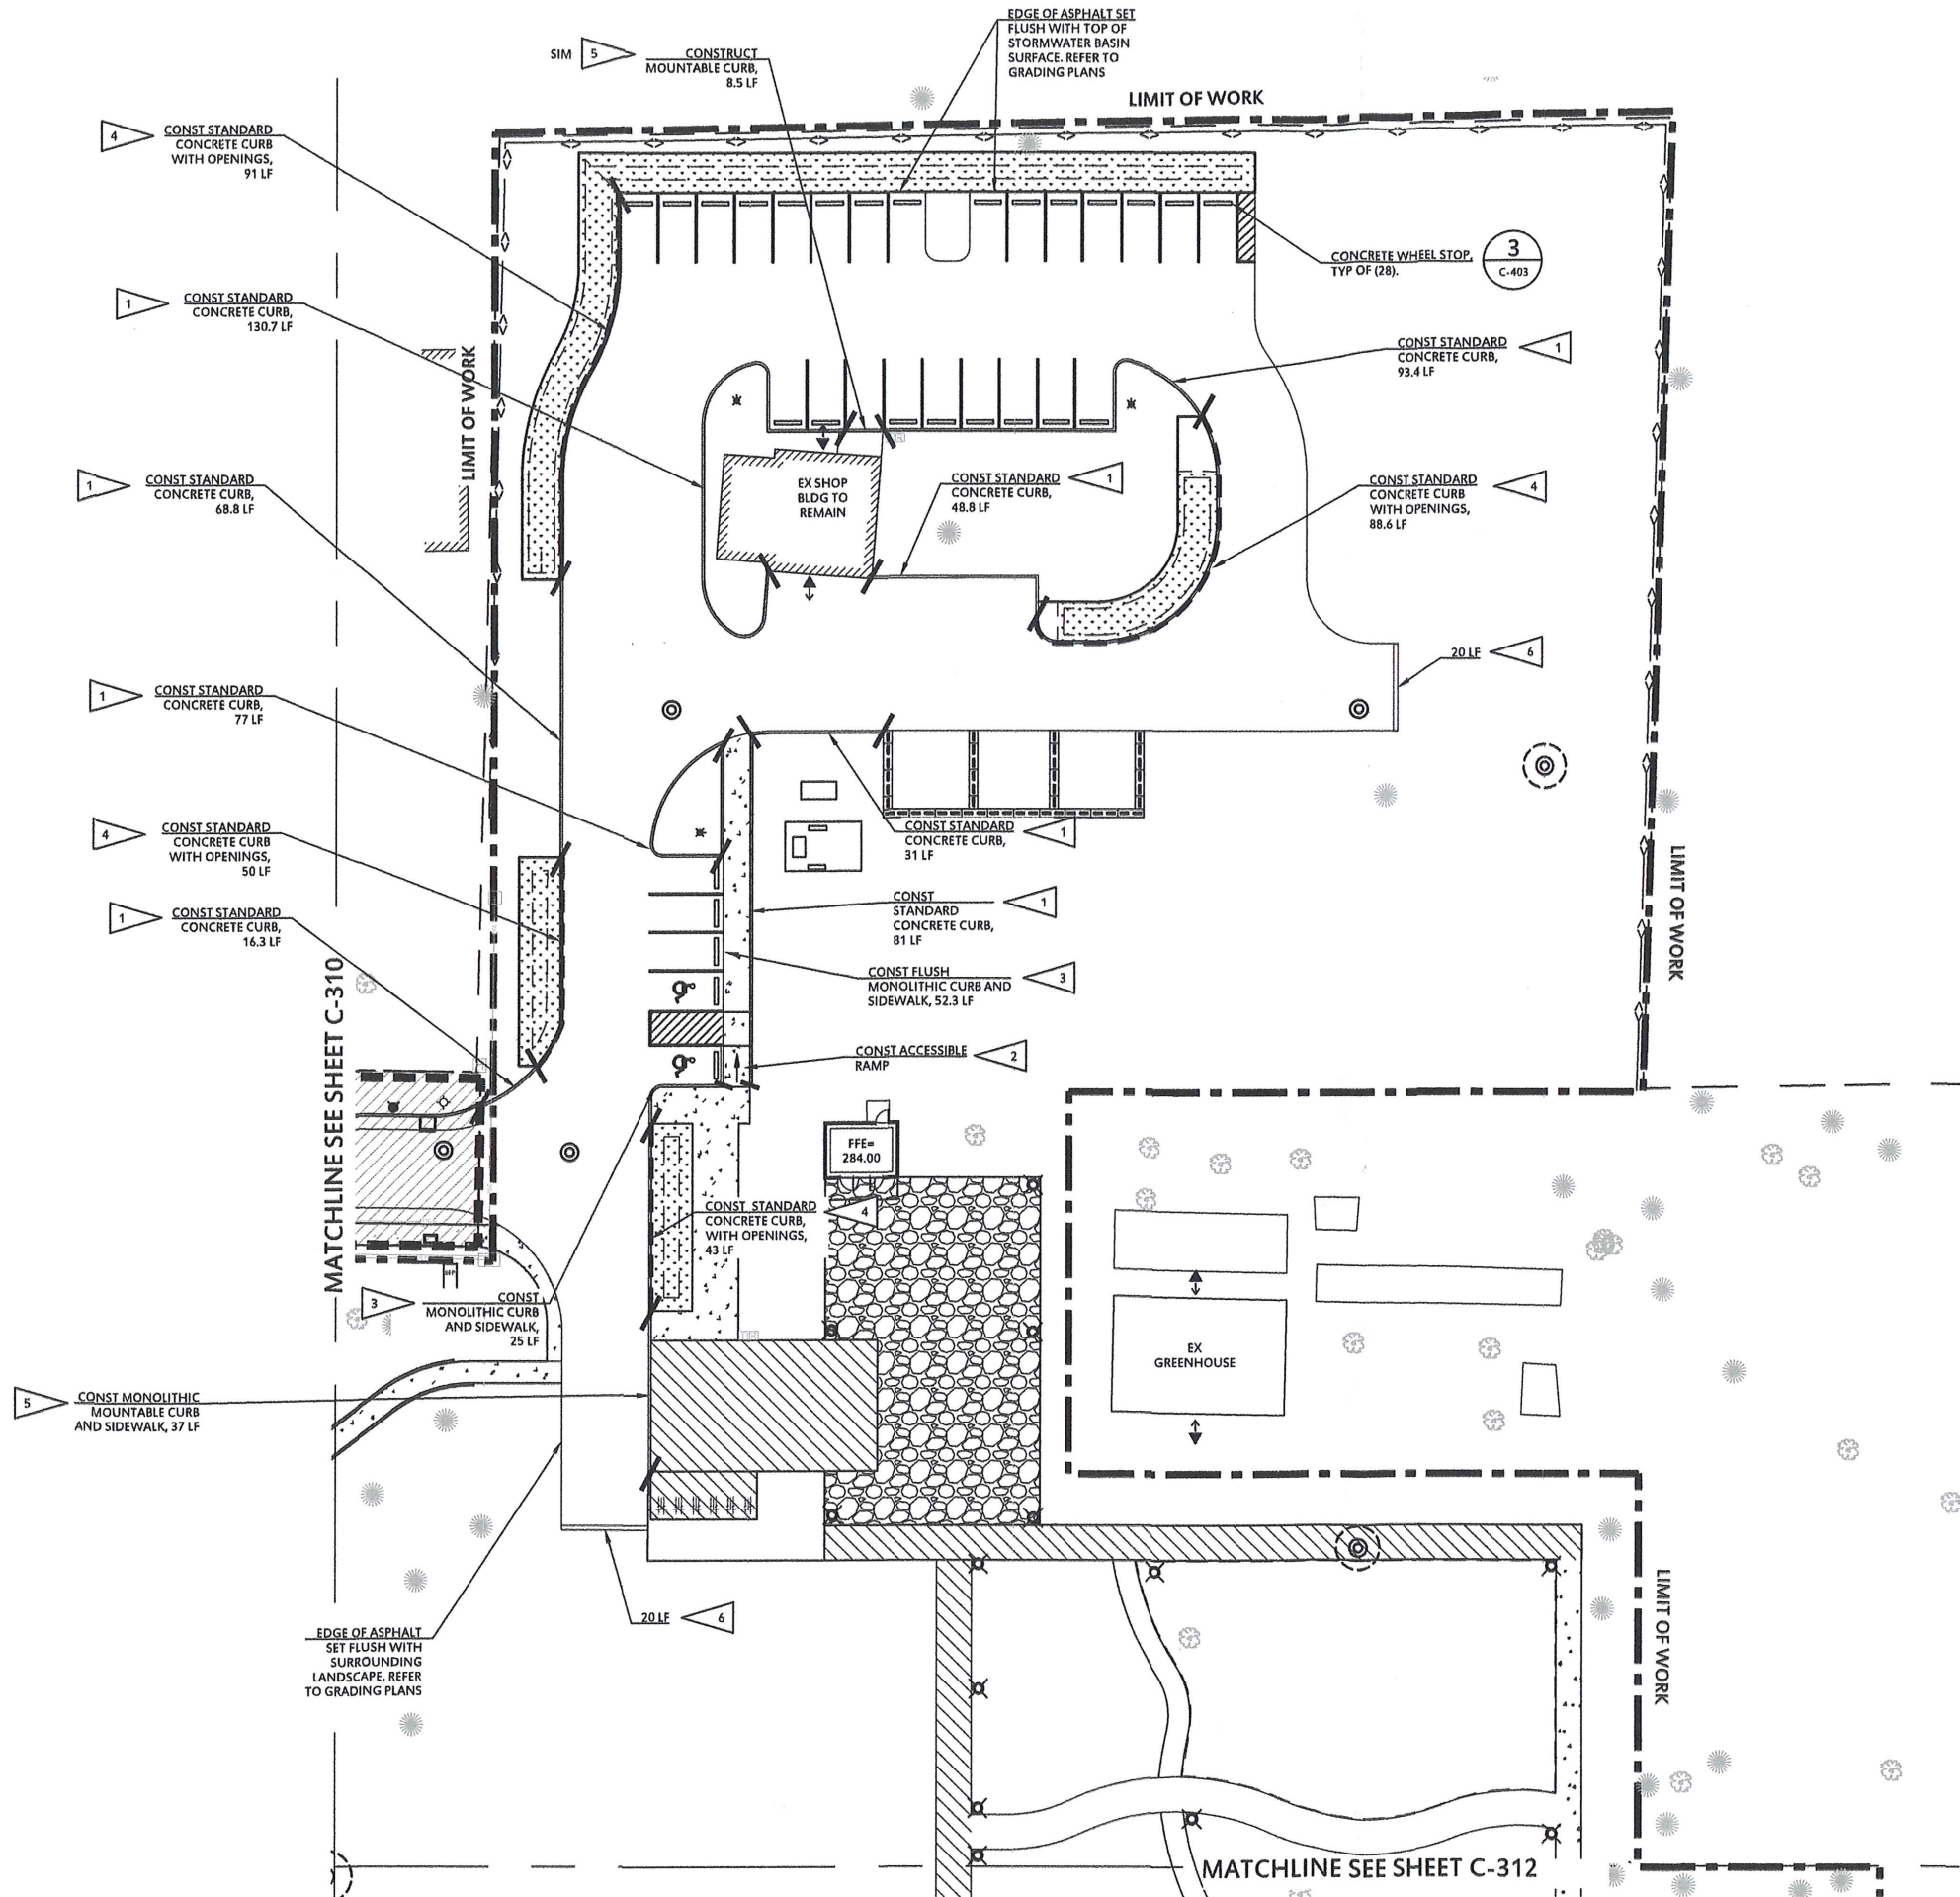 EDGE OF ASPHALT SET
FLUSH WITH TOP OF
STORMWATER BASIN
SURFACE. REFER TO
GRADING PLANS
SIM
5
CONSTRUCT
MOUNTABLE CURB,
8.5 LF
LIMIT OF WORK
4
CONST STANDARD
CONCRETE CURB
WITH OPENINGS,
91 LF
3
C-403
CONCRETE WHEEL STOP,
TYP OF (28).
1
CONST STANDARD
CONCRETE CURB,
130.7 LF
CONST STANDARD
CONCRETE CURB,
93.4 LF
1
LIMIT OF WORK
1
CONST STANDARD
CONCRETE CURB,
68.8 LF
EX SHOP
BLDG TO
REMAIN
CONST STANDARD
CONCRETE CURB,
48.8 LF
1
CONST STANDARD
CONCRETE CURB
WITH OPENINGS,
88.6 LF
4
20 LF
6
1
CONST STANDARD
CONCRETE CURB,
77 LF
4
CONST STANDARD
CONCRETE CURB
WITH OPENINGS,
50 LF
CONST STANDARD
CONCRETE CURB,
31 LF
1
LIMIT OF WORK
1
CONST STANDARD
CONCRETE CURB,
16.3 LF
CONST
STANDARD
CONCRETE CURB,
81 LF
1
CONST FLUSH
MONOLITHIC CURB AND
SIDEWALK, 52.3 LF
3
CONST ACCESSIBLE
RAMP
2
MATCHLINE SEE SHEET C-310
FFE=
284.00
CONST STANDARD
CONCRETE CURB,
WITH OPENINGS,
43 LF
4
3
CONST
MONOLITHIC CURB
AND SIDEWALK,
25 LF
EX
GREENHOUSE
5
CONST MONOLITHIC
MOUNTABLE CURB
AND SIDEWALK, 37 LF
20 LF
6
EDGE OF ASPHALT
SET FLUSH WITH
SURROUNDING
LANDSCAPE. REFER
TO GRADING PLANS
LIMIT OF WORK
MATCHLINE SEE SHEET C-312